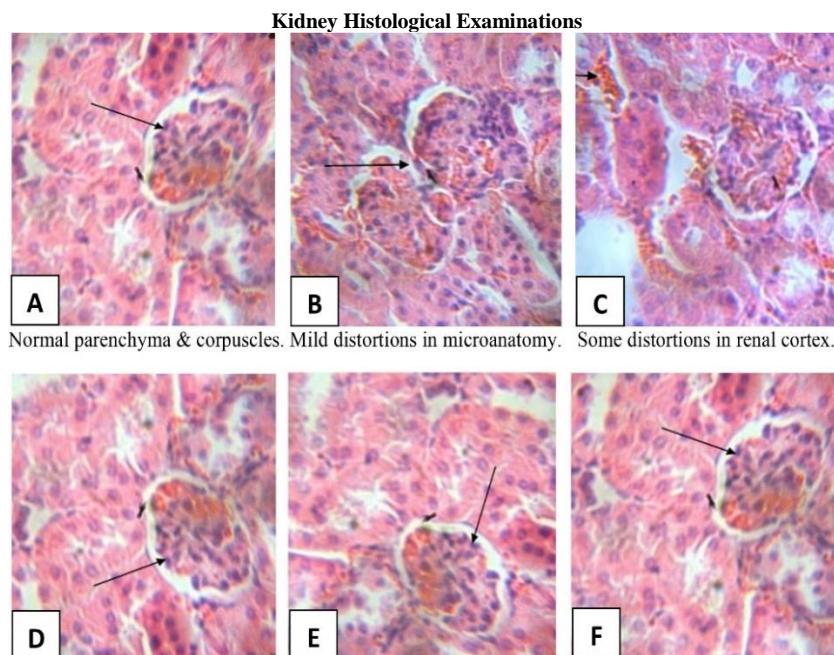 Kidney Histological Examinations
A
B
C
Normal parenchyma & corpuscles. Mild distortions in microanatomy. Some distortions in renal cortex.
D
E
F